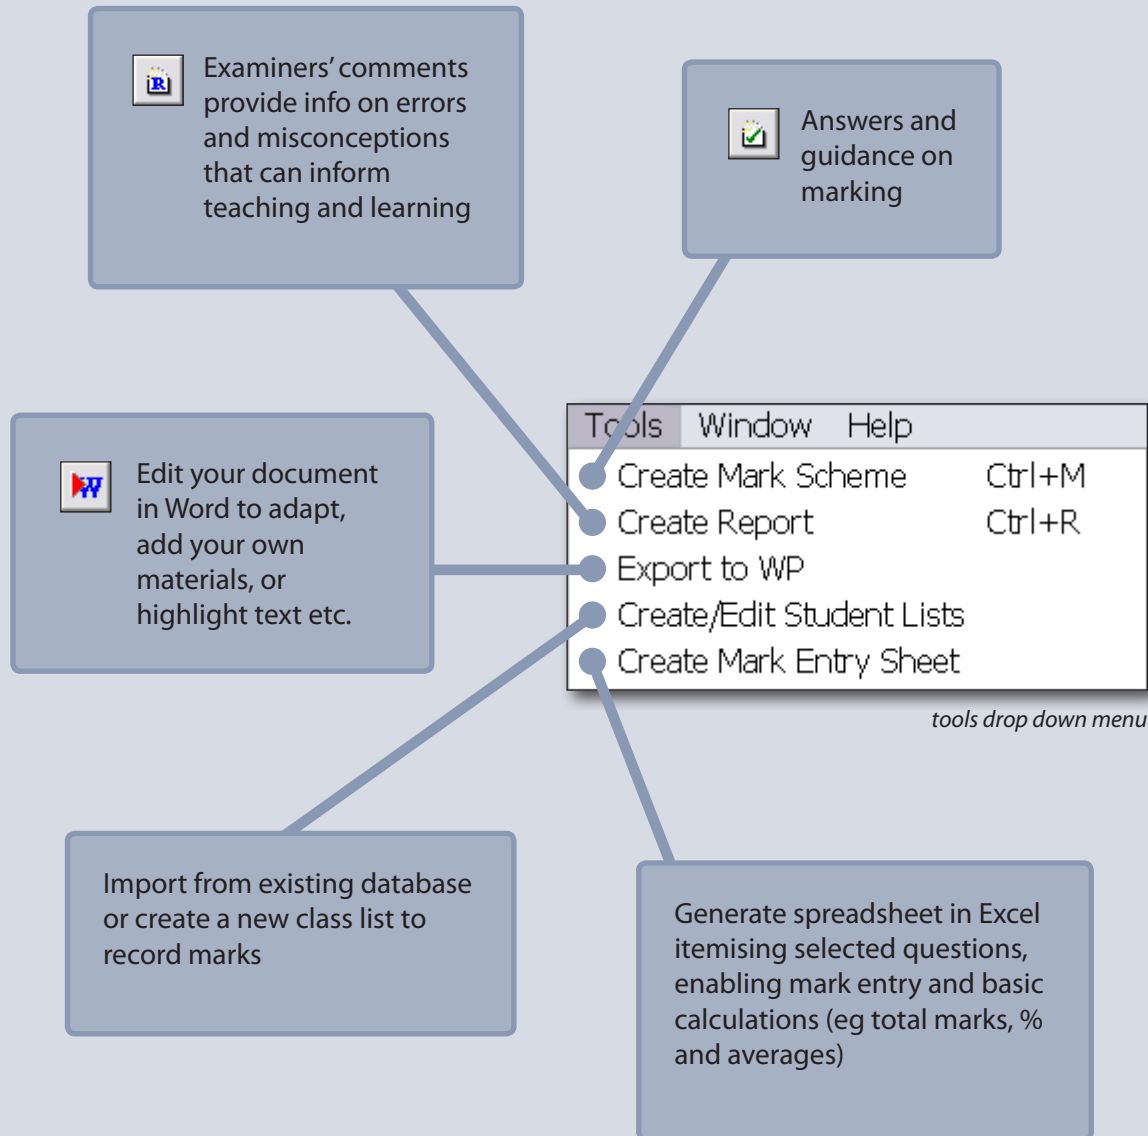 Examiners’ comments
provide info on errors
and misconceptions
that can inform
teaching and learning
R
Answers and
guidance on
marking
W
Edit your document
in Word to adapt,
add your own
materials, or
highlight text etc.
Tools Window Help
Create Mark Scheme Ctrl+M
Create Report Ctrl+R
Export to WP
Create/Edit Student Lists
Create Mark Entry Sheet
tools drop down menu
Import from existing database
or create a new class list to
record marks
Generate spreadsheet in Excel
itemising selected questions,
enabling mark entry and basic
calculations (eg total marks, %
and averages)